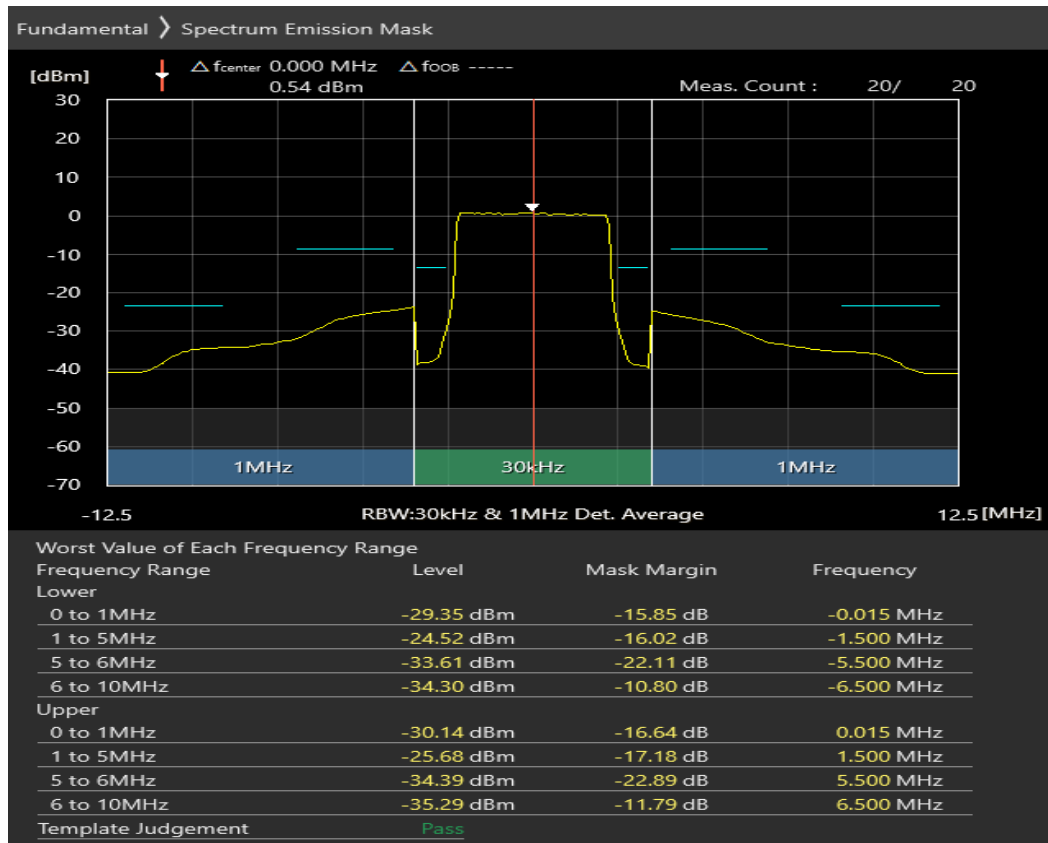 Fundamental ❯ Spectrum Emission Mask
[dBm] △ fcenter 0.000 MHz △ fOOB -----
0.54 dBm Meas. Count : 20/ 20
30
20
10
0
-10
-20
-30
-40
-50
-60
1MHz 30kHz 1MHz
-70
-12.5 RBW:30kHz & 1MHz Det. Average 12.5 [MHz]
Worst Value of Each Frequency Range
Frequency Range Level Mask Margin Frequency
Lower
0 to 1MHz -29.35 dBm -15.85 dB -0.015 MHz
1 to 5MHz -24.52 dBm -16.02 dB -1.500 MHz
5 to 6MHz -33.61 dBm -22.11 dB -5.500 MHz
6 to 10MHz -34.30 dBm -10.80 dB -6.500 MHz
Upper
0 to 1MHz -30.14 dBm -16.64 dB 0.015 MHz
1 to 5MHz -25.68 dBm -17.18 dB 1.500 MHz
5 to 6MHz -34.39 dBm -22.89 dB 5.500 MHz
6 to 10MHz -35.29 dBm -11.79 dB 6.500 MHz
Template Judgement Pass